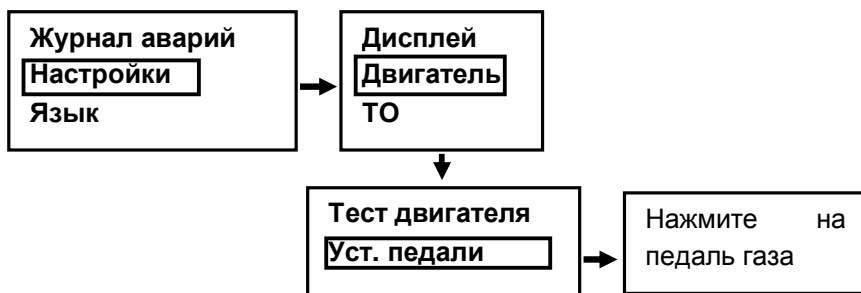 Журнал аварий
Настройки
Язык
Дисплей
Двигатель
ТО
Тест двигателя
Уст. педали
Нажмите на
педаль газа